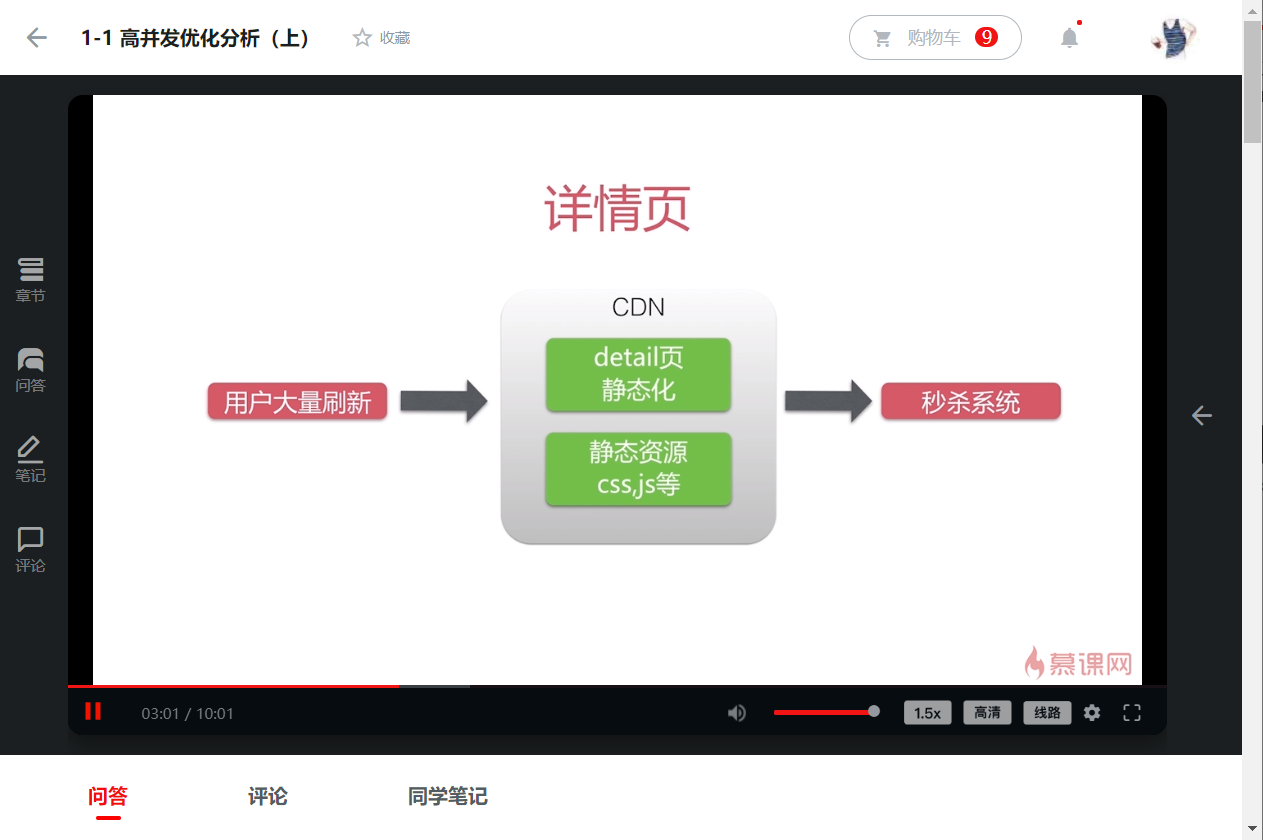 1-1 高并发优化分析（上）
收藏
购物车 9
详情页
CDN
detail页
静态化
用户大量刷新
秒杀系统
静态资源
css,js等
章节
问答
笔记
评论
慕课网
03:01 / 10:01
1.5x
高清
线路
问答
评论
同学笔记